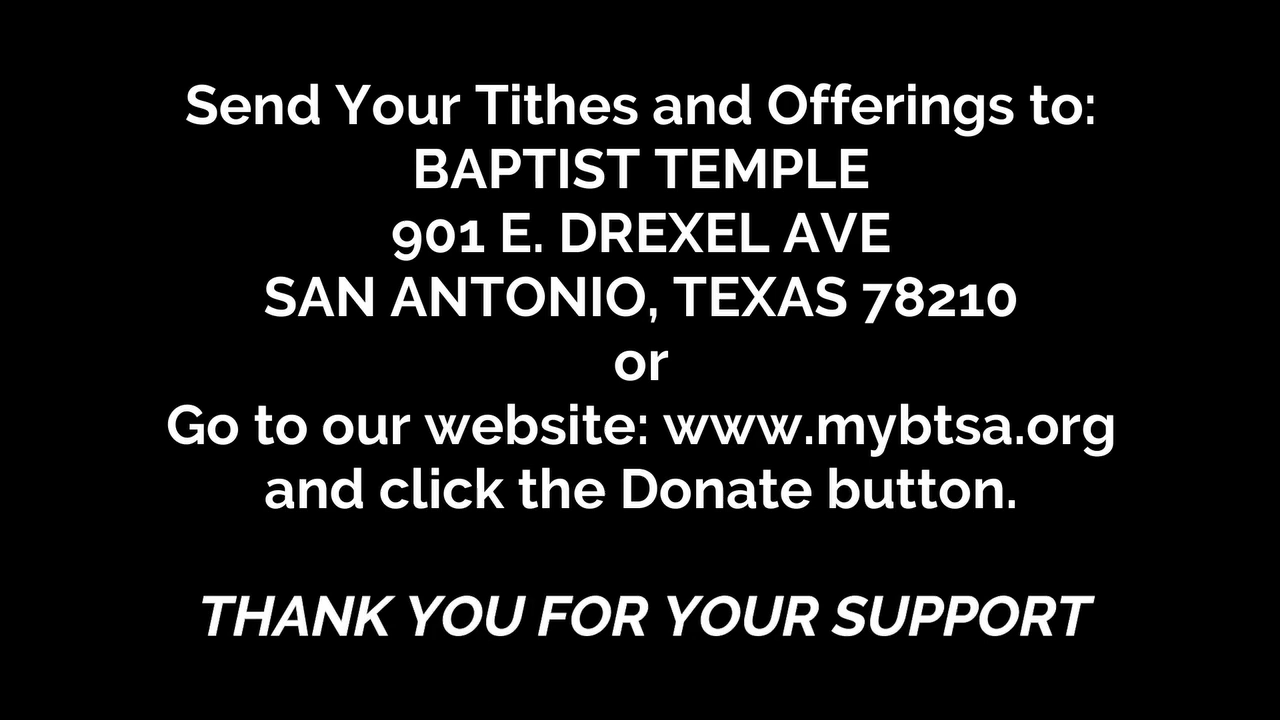 Send Your Tithes and Offerings to:
BAPTIST TEMPLE
901 E. DREXEL AVE
SAN ANTONIO, TEXAS 78210
or
Go to our website: www.mybtsa.org
and click the Donate button.
THANK YOU FOR YOUR SUPPORT